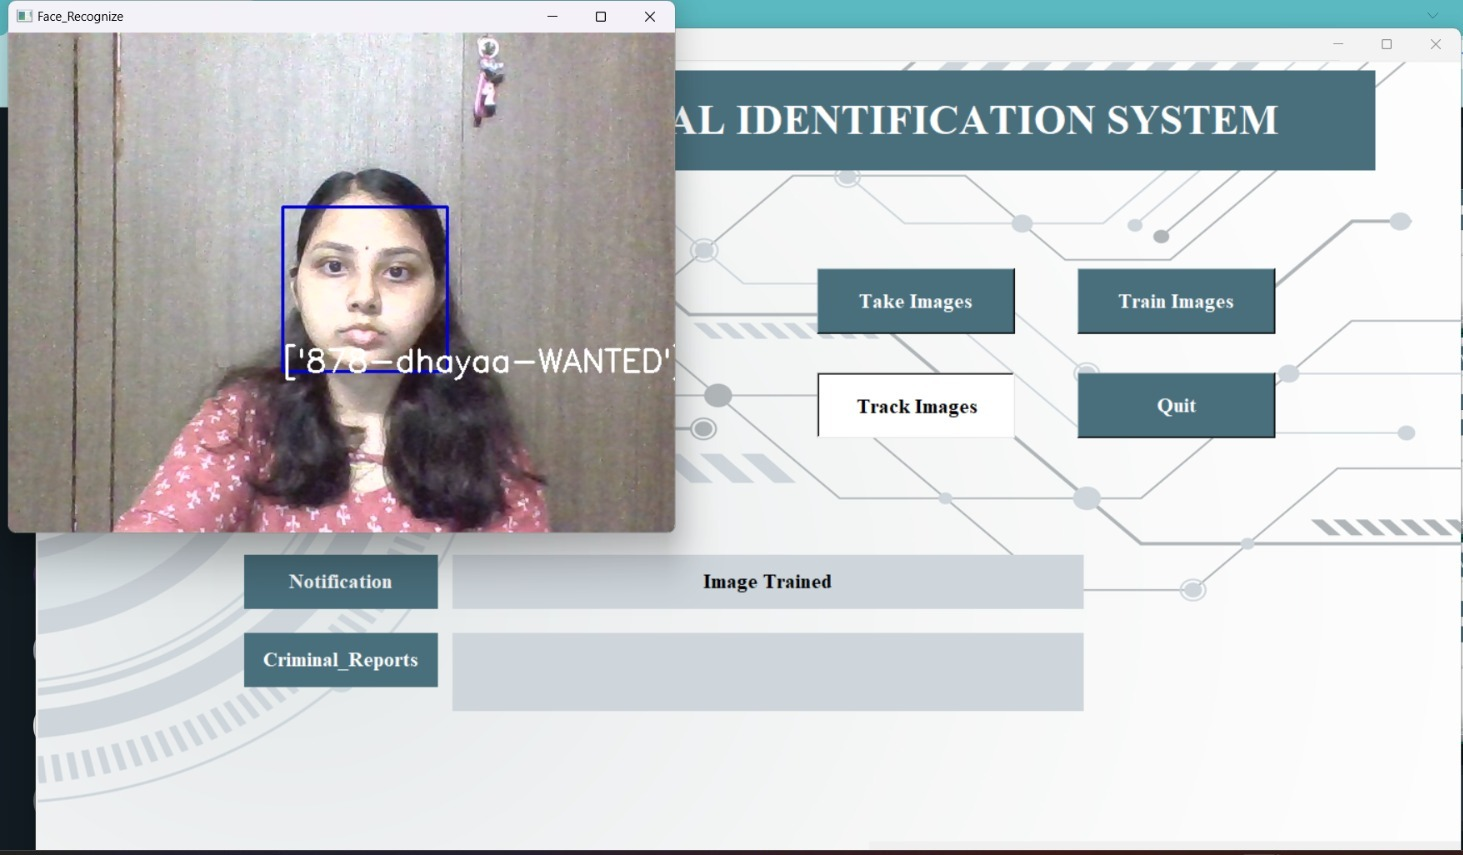 Face_Recognize
AL IDENTIFICATION SYSTEM
['878-dhayaa-WANTED'
Take Images
Train Images
Track Images
Quit
Notification
Image Trained
Criminal_Reports